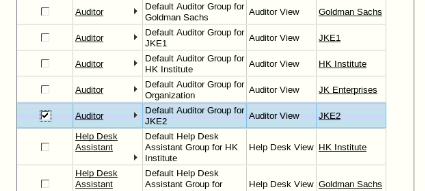 Auditor Default Auditor Group for Goldman Sachs Auditor View Goldman Sachs
Auditor Default Auditor Group for JKE1 Auditor View JKE1
Auditor Default Auditor Group for HK Institute Auditor View HK Institute
Auditor Default Auditor Group for Organization Auditor View JK Enterprises
Auditor Default Auditor Group for JKE2 Auditor View JKE2
Help Desk Assistant Default Help Desk Assistant Group for HK Institute Help Desk View HK Institute
Help Desk Assistant Default Help Desk Assistant Group for Help Desk View Goldman Sachs